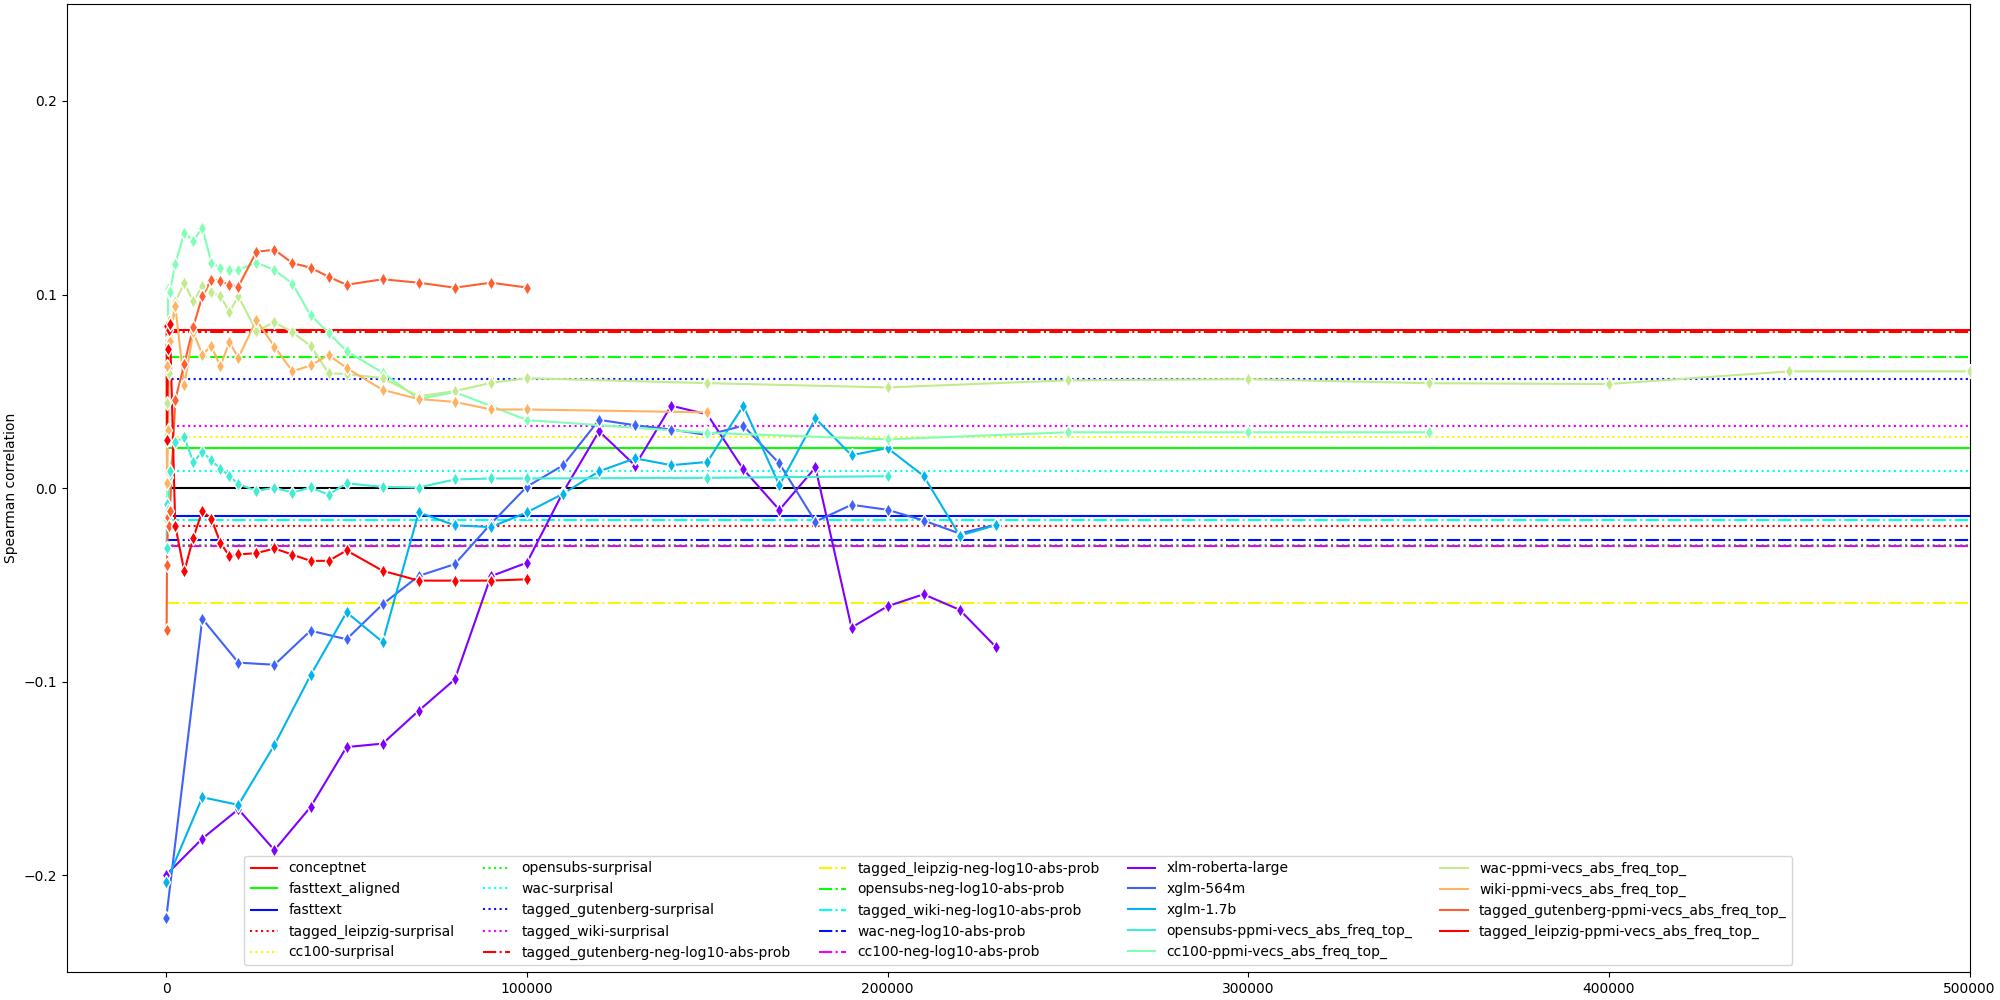 0.2
0.1
0.0
−0.1
−0.2
Spearman correlation
conceptnet
fasttext_aligned
fasttext
tagged_leipzig-surprisal
cc100-surprisal
opensubs-surprisal
wac-surprisal
tagged_gutenberg-surprisal
tagged_wiki-surprisal
tagged_gutenberg-neg-log10-abs-prob
tagged_leipzig-neg-log10-abs-prob
opensubs-neg-log10-abs-prob
tagged_wiki-neg-log10-abs-prob
wac-neg-log10-abs-prob
cc100-neg-log10-abs-prob
xlm-roberta-large
xglm-564m
xglm-1.7b
opensubs-ppmi-vecs_abs_freq_top_
cc100-ppmi-vecs_abs_freq_top_
wac-ppmi-vecs_abs_freq_top_
wiki-ppmi-vecs_abs_freq_top_
tagged_gutenberg-ppmi-vecs_abs_freq_top_
tagged_leipzig-ppmi-vecs_abs_freq_top_
0 100000 200000 300000 400000 500000